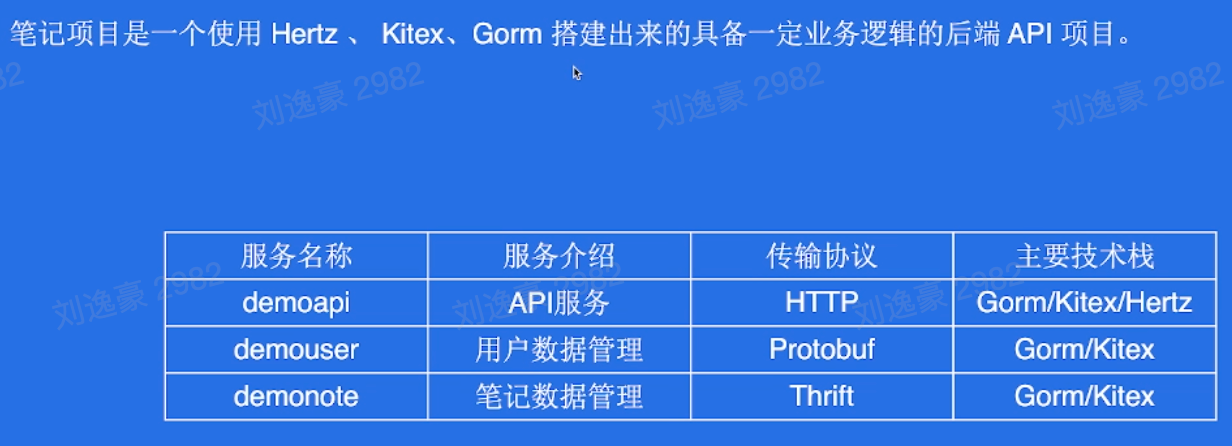 笔记项目是一个使用 Hertz 、 Kitex、Gorm 搭建出来的具备一定业务逻辑的后端 API 项目。
2982
刘逸豪 2982
刘逸豪 2982
刘逸豪 2982
服务名称 服务介绍 传输协议 主要技术栈
刘逸豪 2982
刘逸豪 2982
刘逸豪 2982
demoapi API服务 HTTP Gorm/Kitex/Hertz
demouser 用户数据管理 Protobuf Gorm/Kitex
demonote 笔记数据管理 Thrift Gorm/Kitex